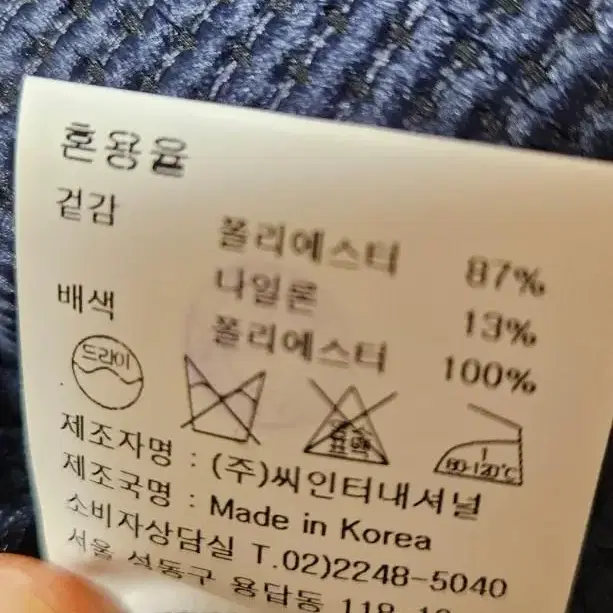 혼용율
겉감 폴리에스터 87%
나일론 13%
배색 폴리에스터 100%
드라이
표백
1
80-120℃
제조자명 : (주)씨인터내셔널
제조국명 : Made in Korea
소비자상담실 T.02)2248-5040
서울 성동구 용답동